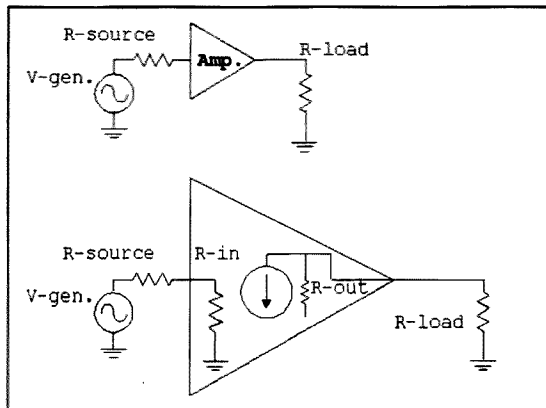 R-source
Amp.
R-load
V-gen.
R-source
R-in
V-gen.
R-out
R-load